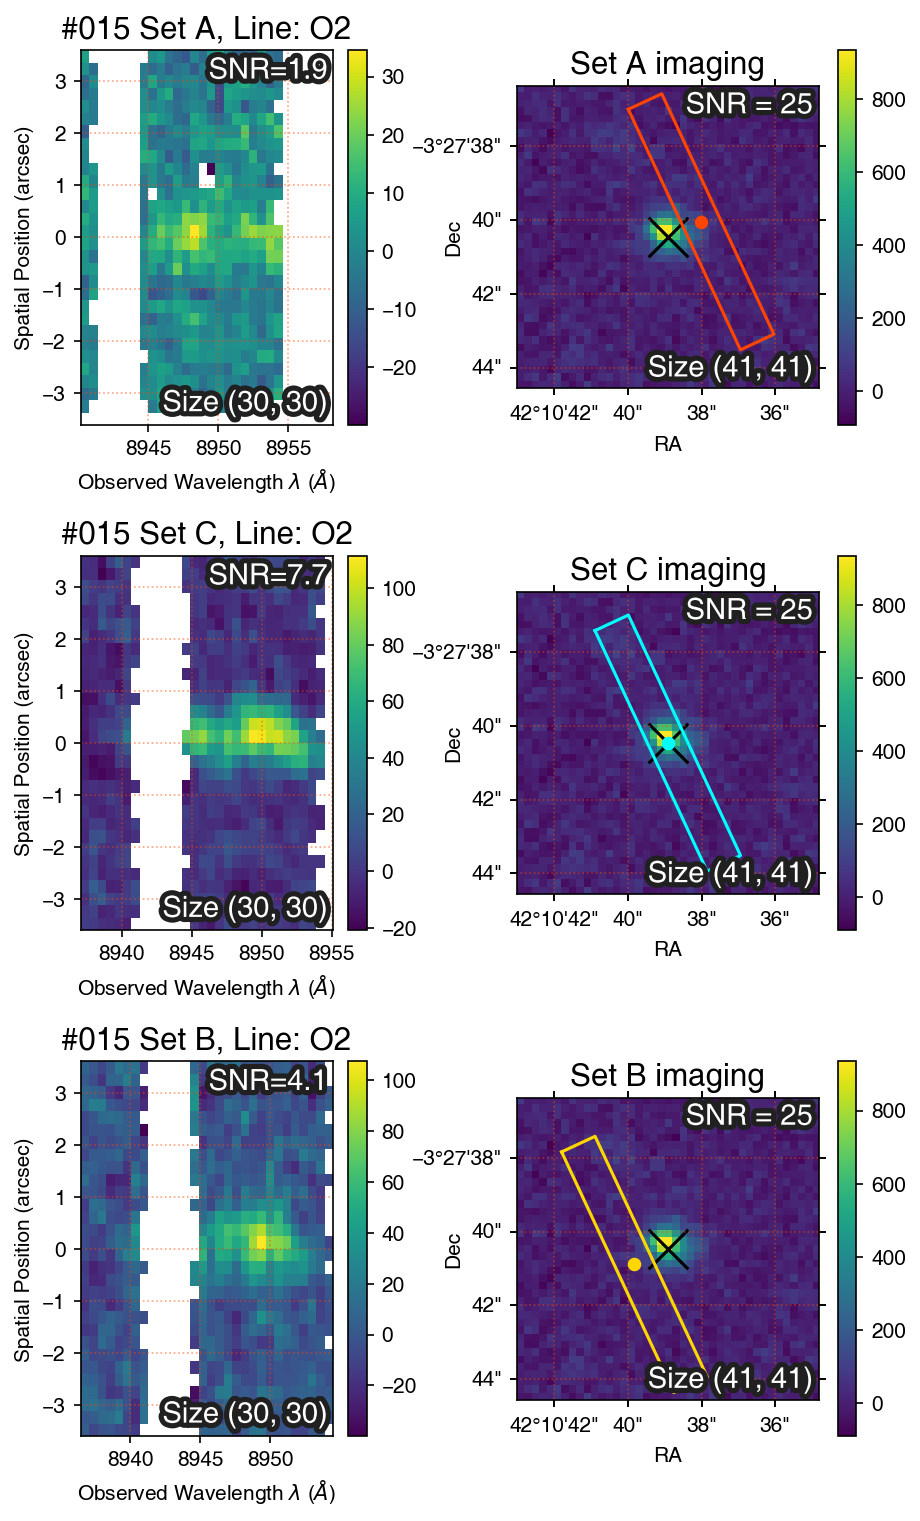 #015 Set A, Line: O2
SNR=1.9
Size (30, 30)
3
2
1
0
−1
−2
−3
Spatial Position (arcsec)
8945 8950 8955
Observed Wavelength λ (Å)
30
20
10
0
−10
−20
Set A imaging
SNR = 25
Size (41, 41)
−3°27'38"
40"
42"
44"
Dec
42°10'42" 40" 38" 36"
RA
800
600
400
200
0
#015 Set C, Line: O2
SNR=7.7
Size (30, 30)
3
2
1
0
−1
−2
−3
Spatial Position (arcsec)
8940 8945 8950 8955
Observed Wavelength λ (Å)
100
80
60
40
20
0
−20
Set C imaging
SNR = 25
Size (41, 41)
−3°27'38"
40"
42"
44"
Dec
42°10'42" 40" 38" 36"
RA
800
600
400
200
0
#015 Set B, Line: O2
SNR=4.1
Size (30, 30)
3
2
1
0
−1
−2
−3
Spatial Position (arcsec)
8940 8945 8950
Observed Wavelength λ (Å)
100
80
60
40
20
0
−20
Set B imaging
SNR = 25
Size (41, 41)
−3°27'38"
40"
42"
44"
Dec
42°10'42" 40" 38" 36"
RA
800
600
400
200
0